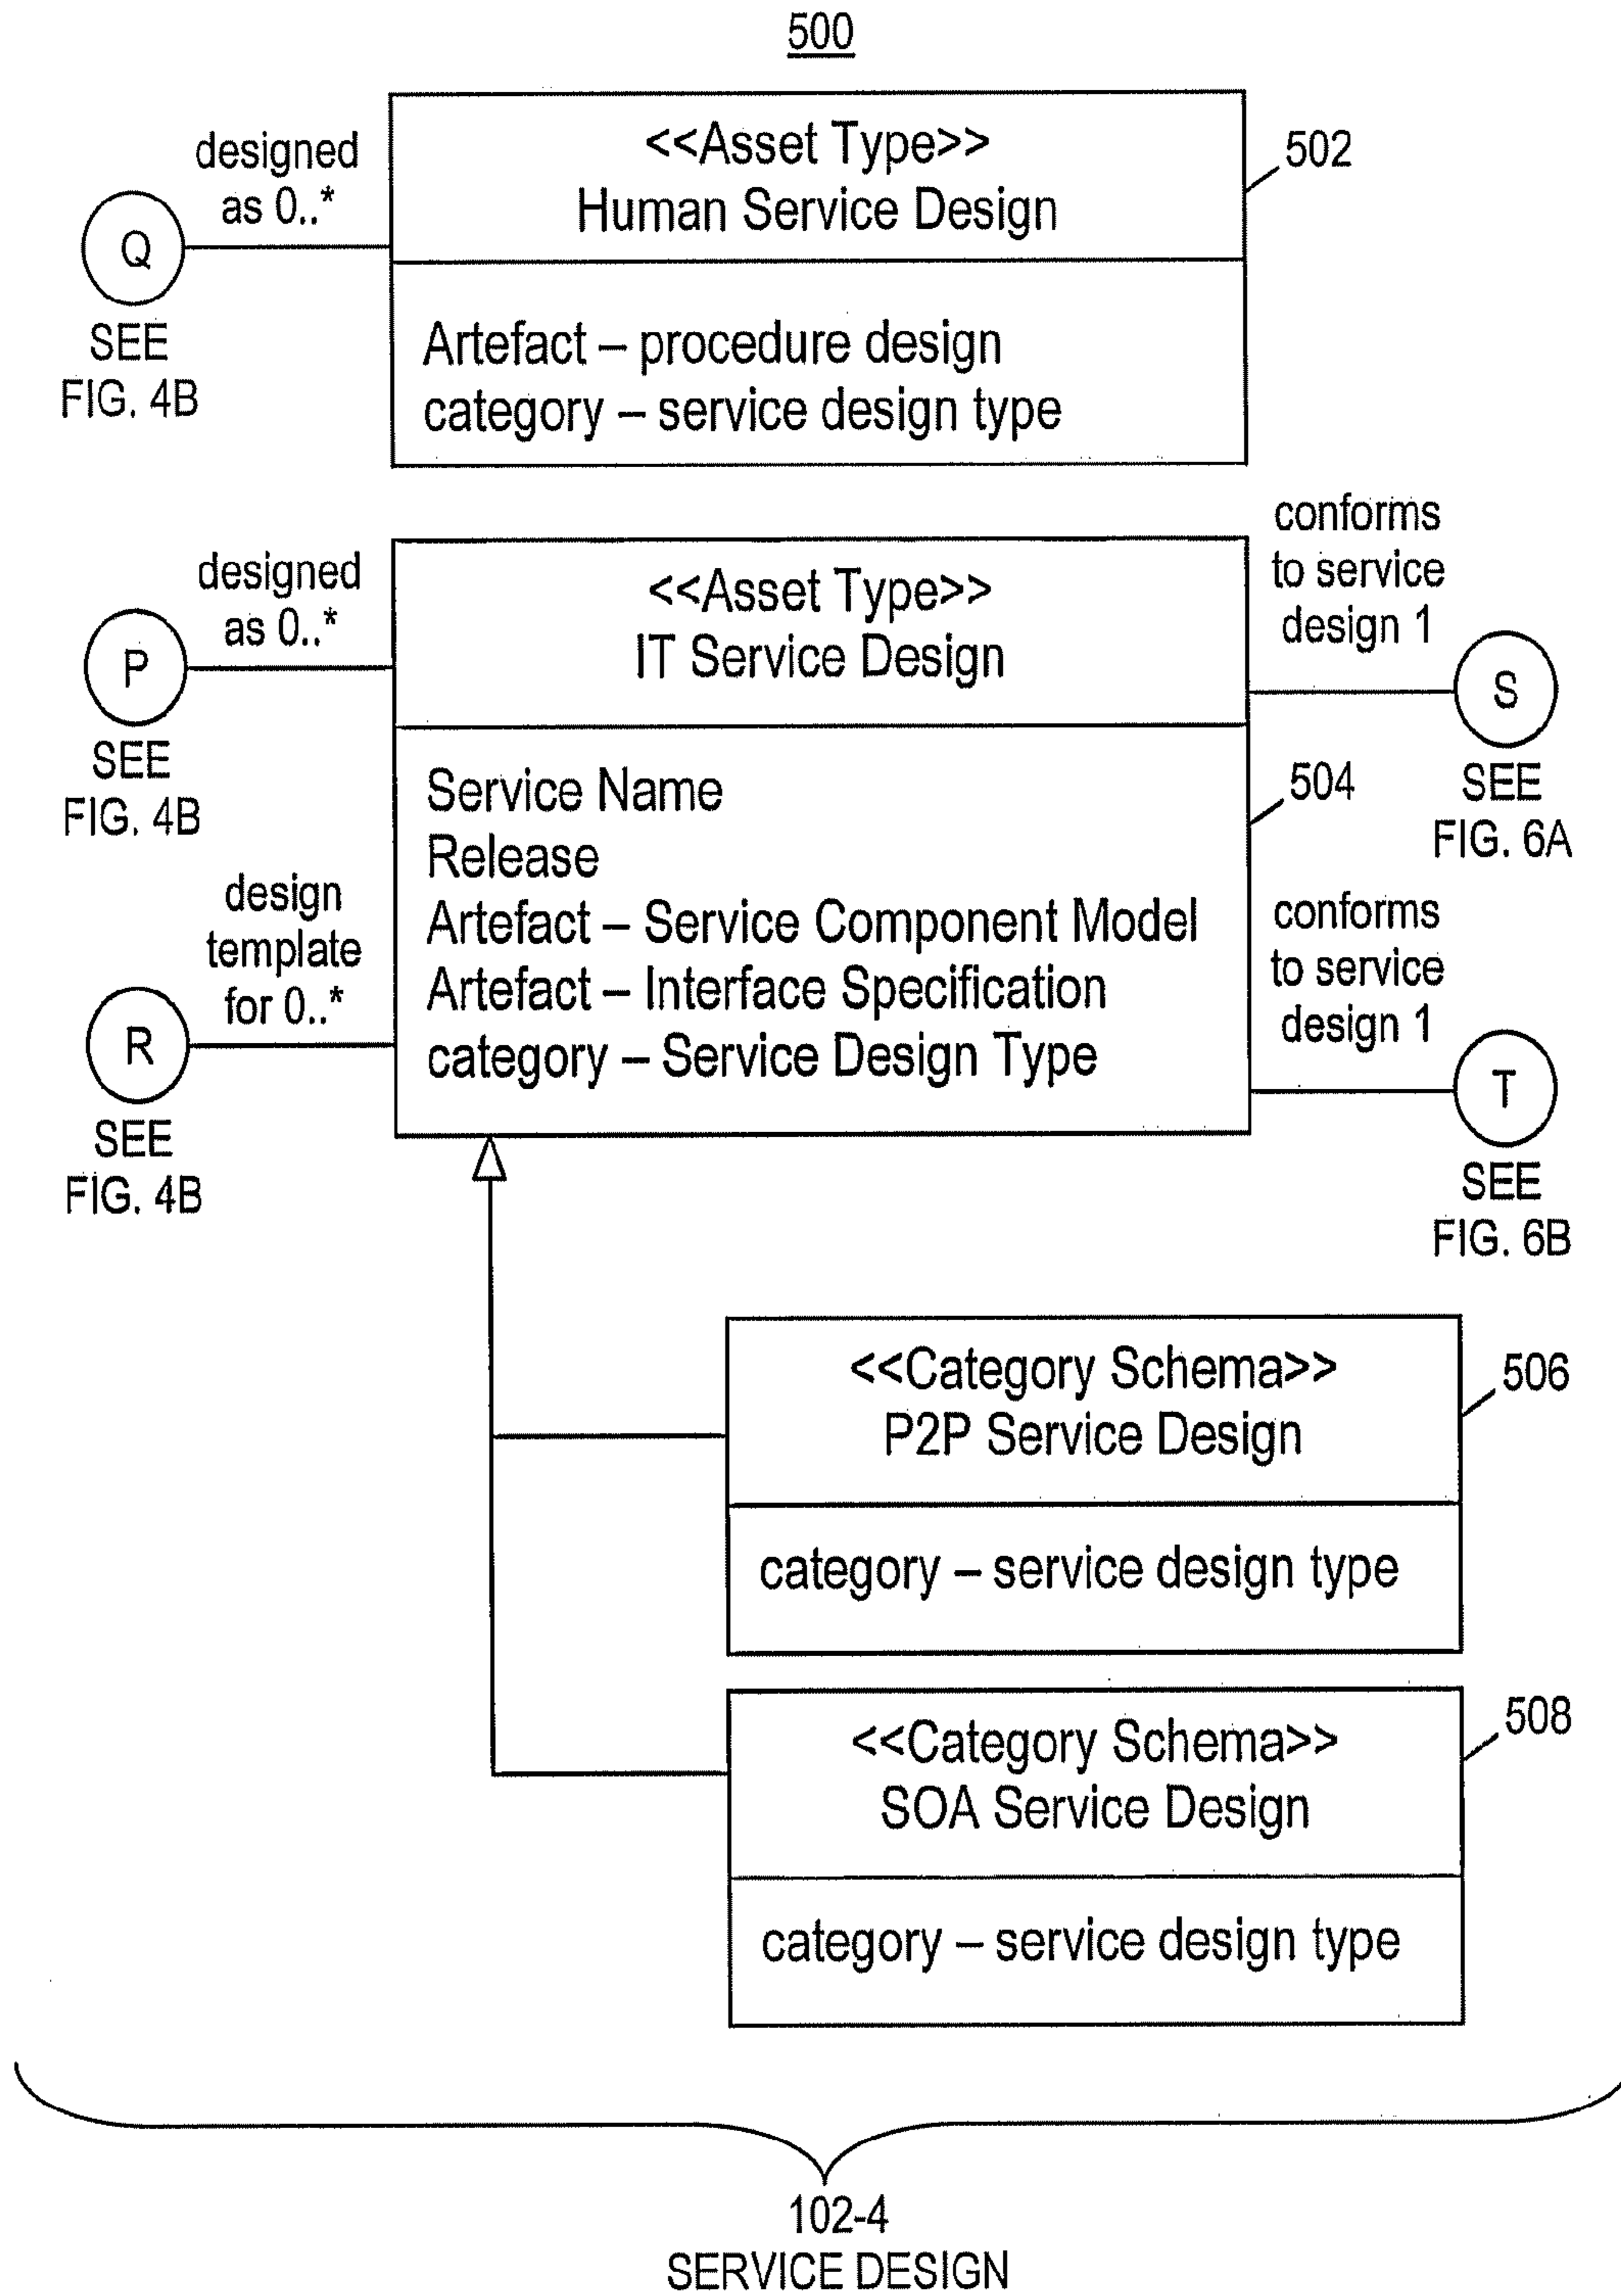 500
<<Asset Type>>
Human Service Design
502
designed
as 0..*
Q
SEE
FIG. 4B
Artefact – procedure design
category – service design type
<<Asset Type>>
IT Service Design
504
designed
as 0..*
P
SEE
FIG. 4B
conforms
to service
design 1
S
SEE
FIG. 6A
Service Name
Release
Artefact – Service Component Model
Artefact – Interface Specification
category – Service Design Type
design
template
for 0..*
R
SEE
FIG. 4B
conforms
to service
design 1
T
SEE
FIG. 6B
<<Category Schema>>
P2P Service Design
506
category – service design type
<<Category Schema>>
SOA Service Design
508
category – service design type
102-4
SERVICE DESIGN